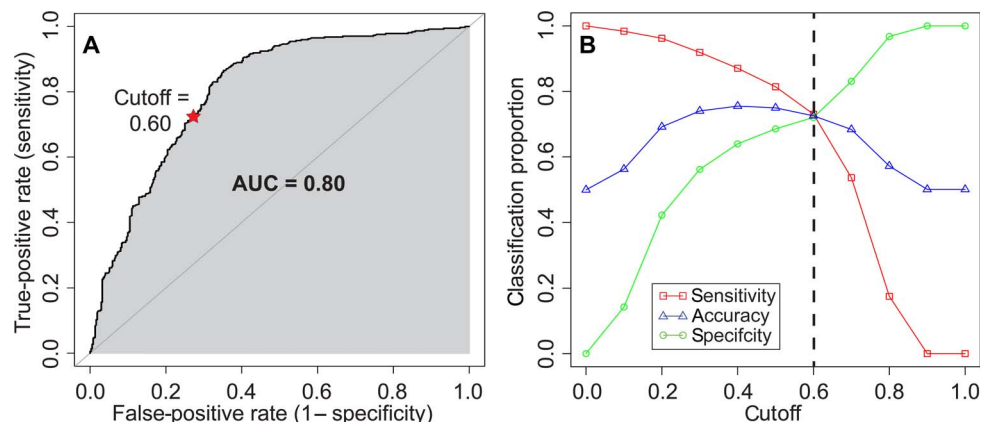 A
Cutoff =
0.60
AUC = 0.80
True-positive rate (sensitivity)
0.0 0.2 0.4 0.6 0.8 1.0
0.0 0.2 0.4 0.6 0.8 1.0
False-positive rate (1– specificity)
B
Classification proportion
0.0 0.2 0.4 0.6 0.8 1.0
Sensitivity
Accuracy
Specifcity
0.0 0.2 0.4 0.6 0.8 1.0
Cutoff